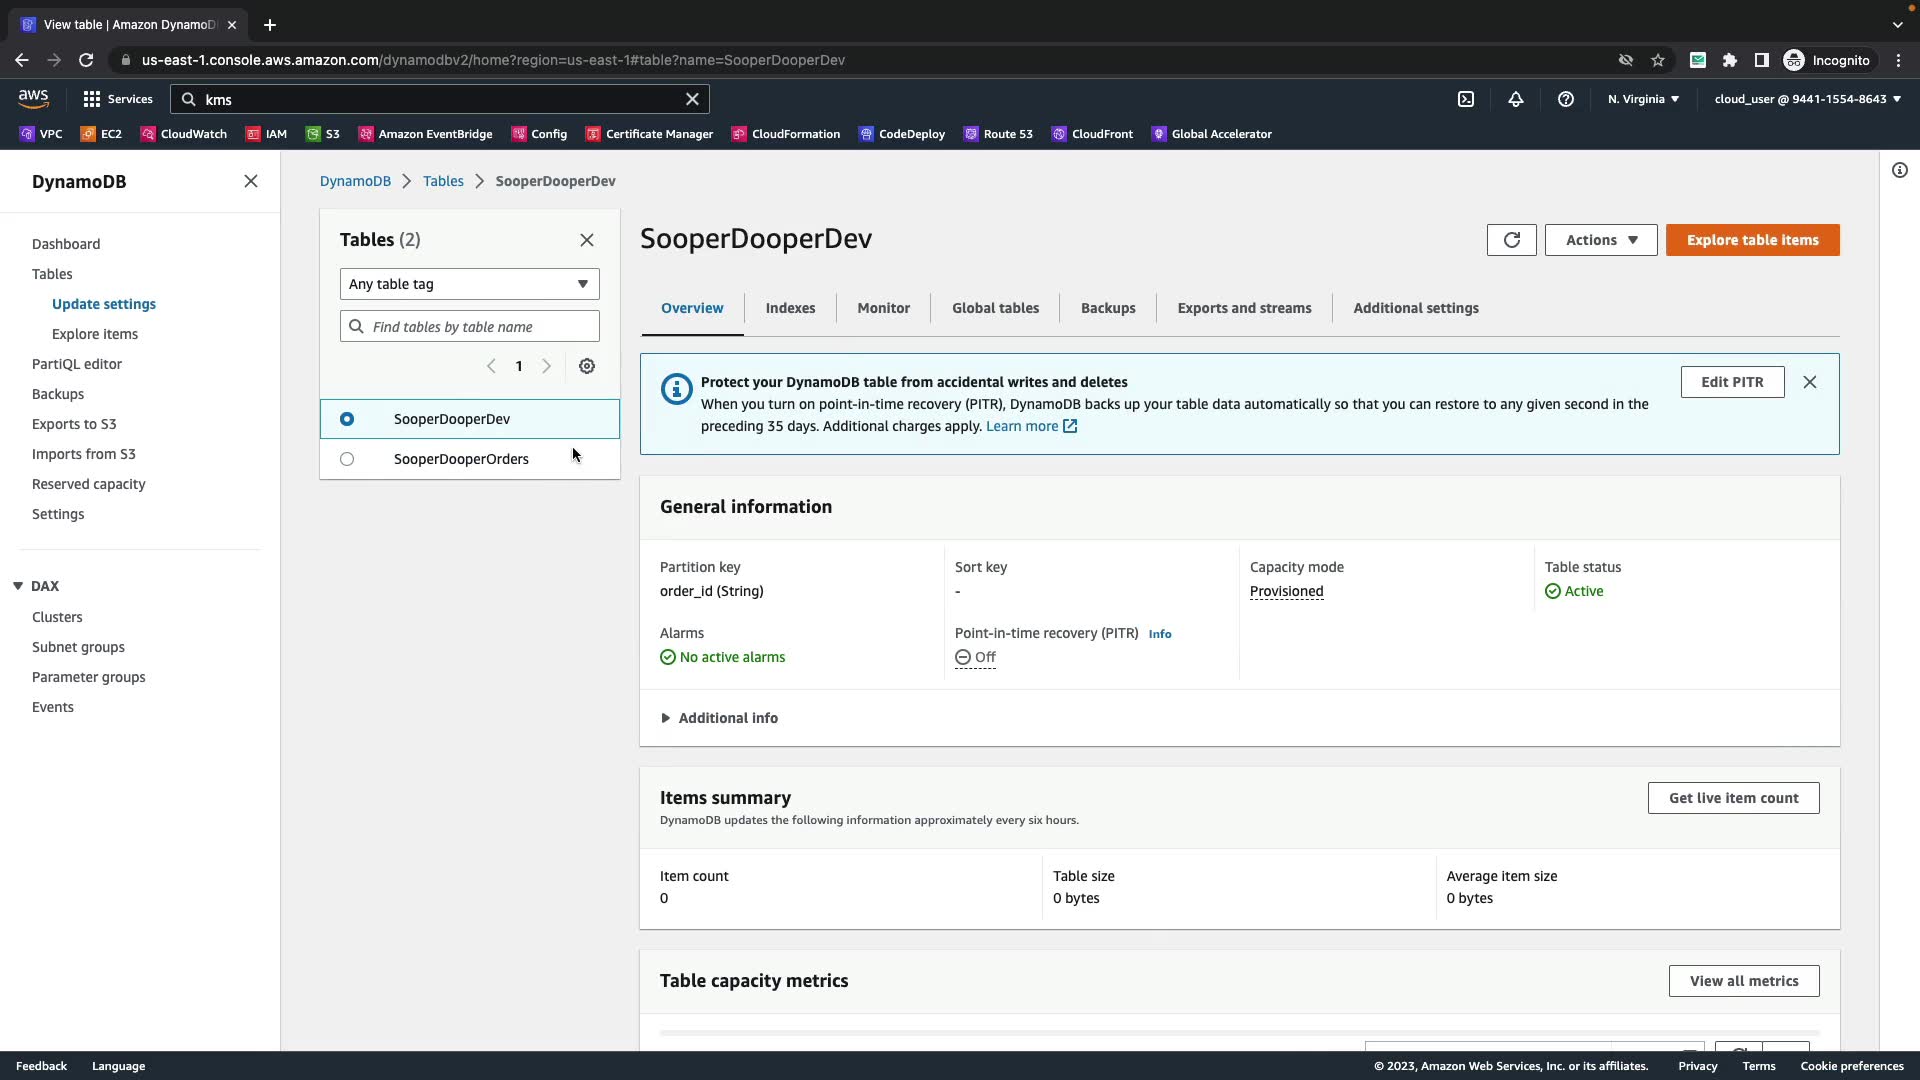 View table | Amazon DynamoD
us-east-1.console.aws.amazon.com/dynamodbv2/home?region=us-east-1#table?name=SooperDooperDev
Incognito
aws
Services
kms
N. Virginia
cloud_user @ 9441-1554-8643
VPC
EC2
CloudWatch
IAM
S3
Amazon EventBridge
Config
Certificate Manager
CloudFormation
CodeDeploy
Route 53
CloudFront
Global Accelerator
DynamoDB
Dashboard
Tables
Update settings
Explore items
PartiQL editor
Backups
Exports to S3
Imports from S3
Reserved capacity
Settings
DAX
Clusters
Subnet groups
Parameter groups
Events
DynamoDB
Tables
SooperDooperDev
Tables (2)
Any table tag
Find tables by table name
1
SooperDooperDev
SooperDooperOrders
SooperDooperDev
Actions
Explore table items
Overview
Indexes
Monitor
Global tables
Backups
Exports and streams
Additional settings
Protect your DynamoDB table from accidental writes and deletes
When you turn on point-in-time recovery (PITR), DynamoDB backs up your table data automatically so that you can restore to any given second in the
preceding 35 days. Additional charges apply. Learn more
Edit PITR
General information
Partition key
order_id (String)
Sort key
-
Capacity mode
Provisioned
Table status
Active
Alarms
No active alarms
Point-in-time recovery (PITR) Info
Off
Additional info
Items summary
DynamoDB updates the following information approximately every six hours.
Get live item count
Item count
0
Table size
0 bytes
Average item size
0 bytes
Table capacity metrics
View all metrics
Feedback
Language
© 2023, Amazon Web Services, Inc. or its affiliates.
Privacy
Terms
Cookie preferences